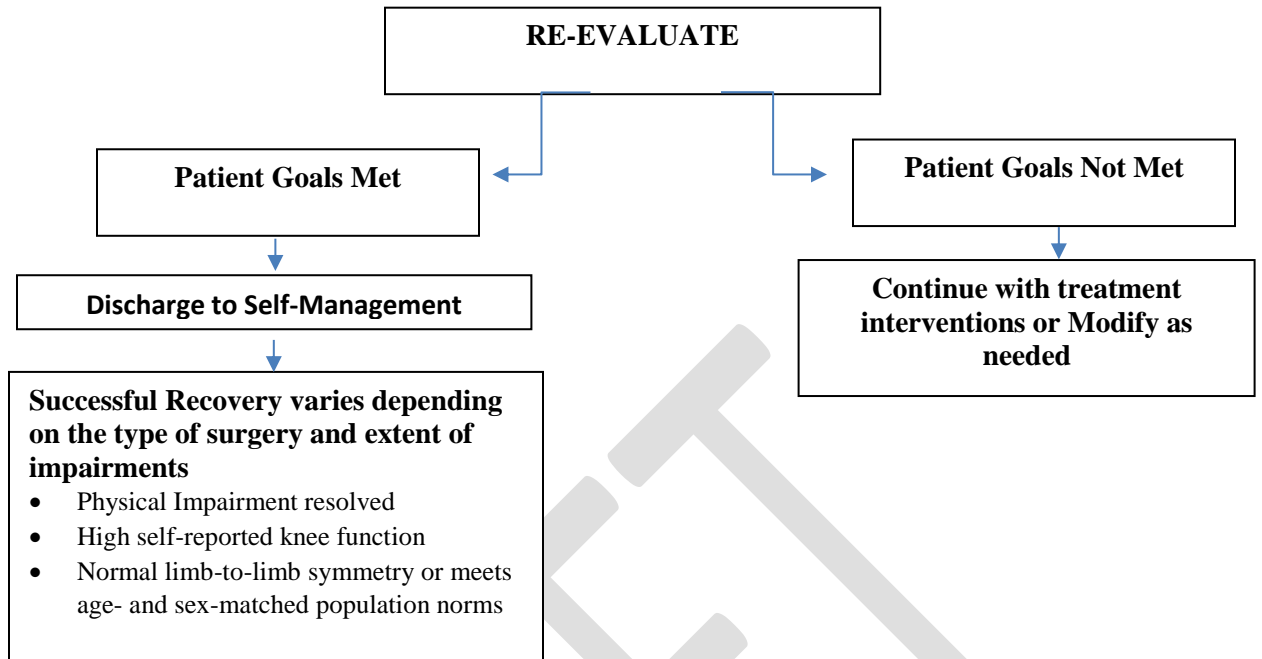 RE-EVALUATE
Patient Goals Met
Patient Goals Not Met
Discharge to Self-Management
Continue with treatment
interventions or Modify as
needed
Successful Recovery varies depending
on the type of surgery and extent of
impairments
• Physical Impairment resolved
• High self-reported knee function
• Normal limb-to-limb symmetry or meets
age- and sex-matched population norms